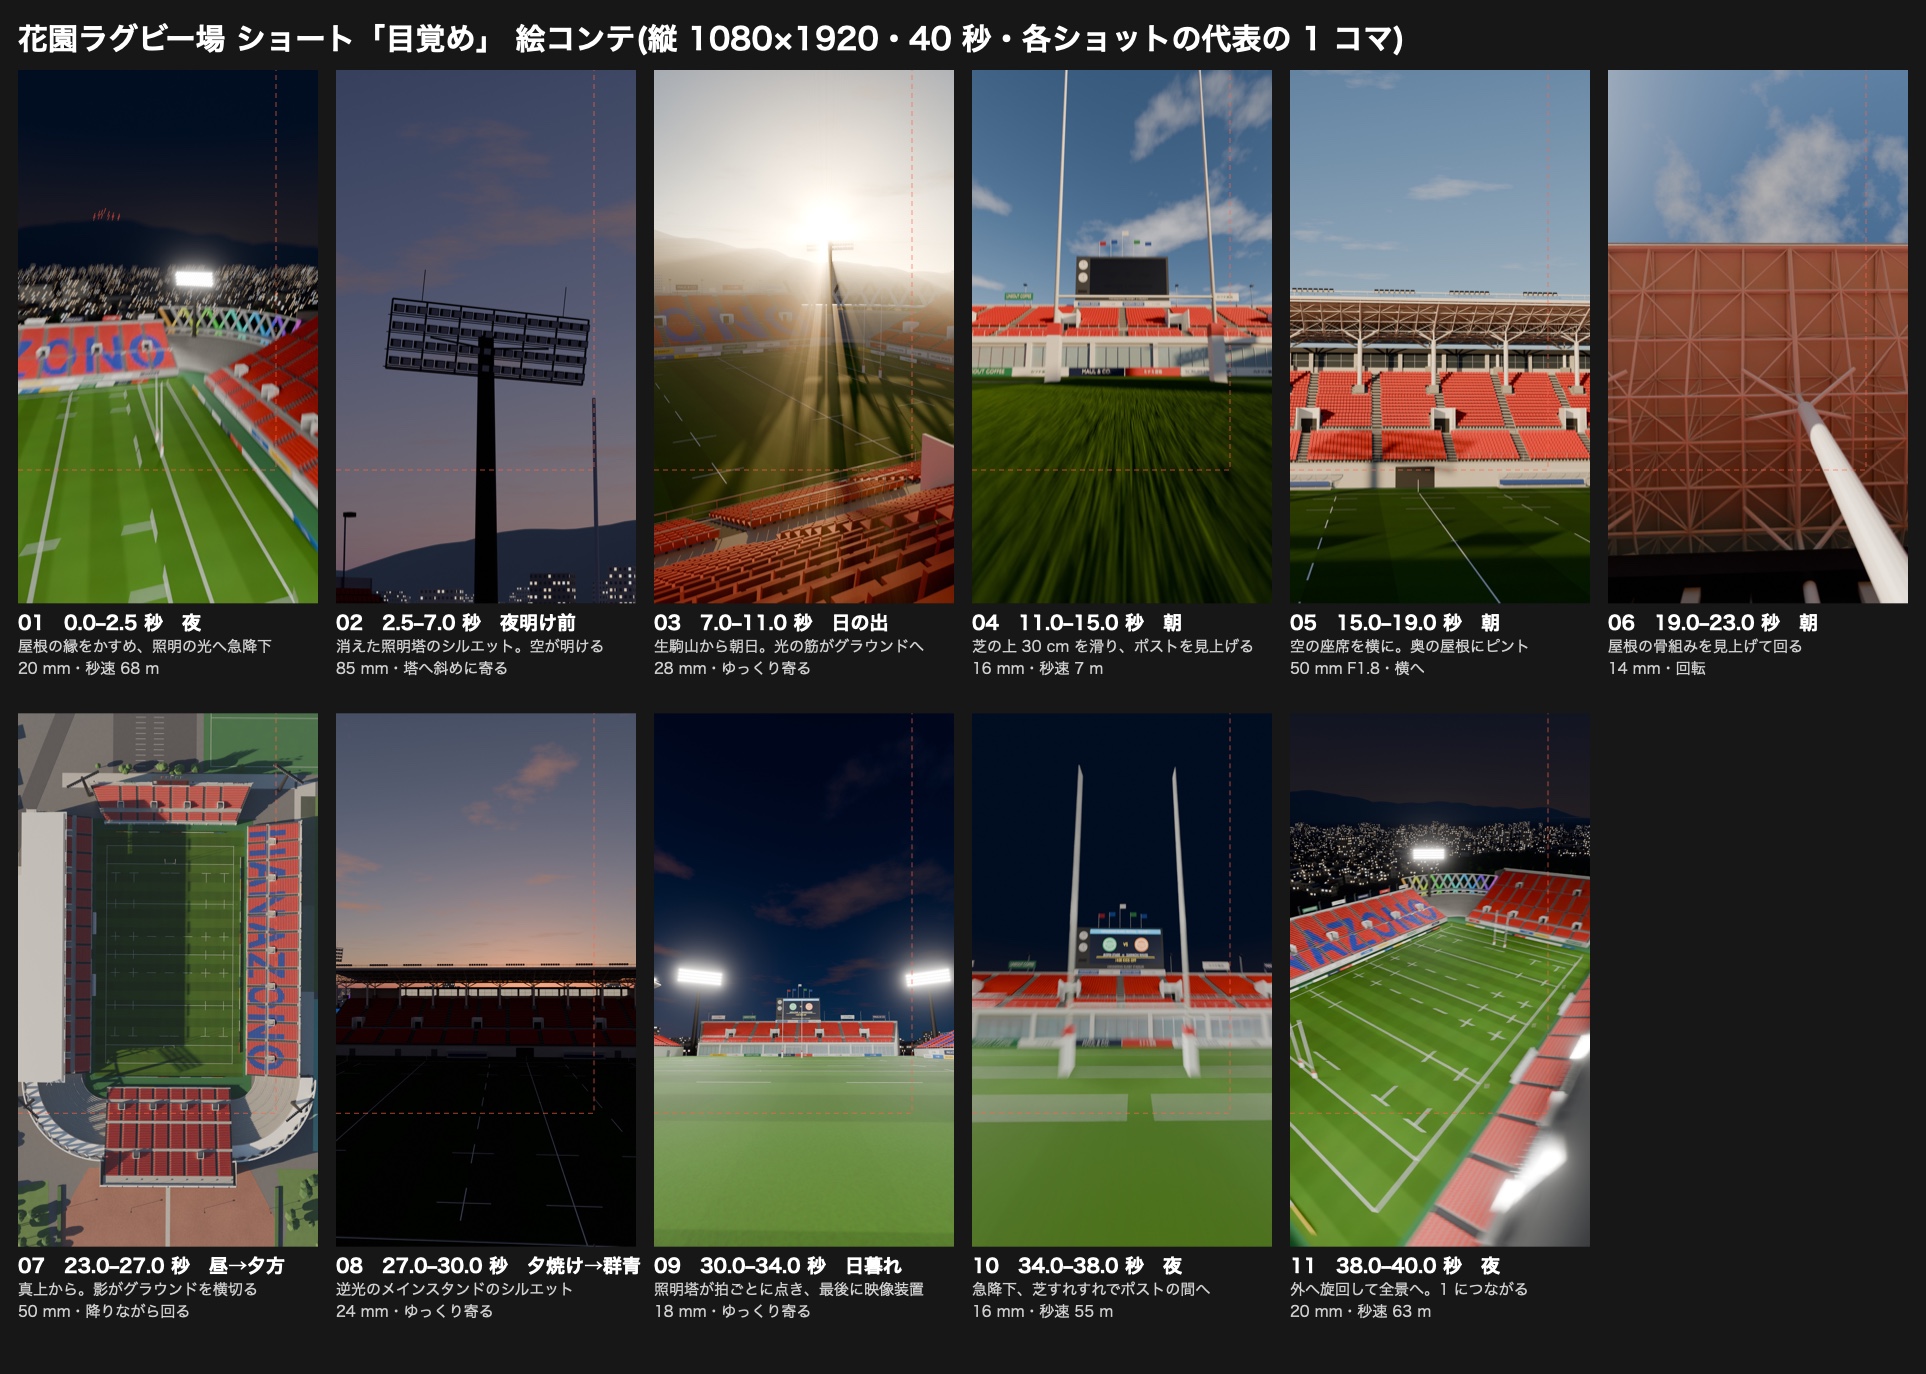 花園ラグビー場 ショート「目覚め」 絵コンテ(縦 1080×1920・40 秒・各ショットの代表の 1 コマ)
ZONO
ZONO
MAUL & CO.
01 0.0–2.5 秒 夜
屋根の縁をかすめ、照明の光へ急降下
20 mm・秒速 68 m
02 2.5–7.0 秒 夜明け前
消えた照明塔のシルエット。空が明ける
85 mm・塔へ斜めに寄る
03 7.0–11.0 秒 日の出
生駒山から朝日。光の筋がグラウンドへ
28 mm・ゆっくり寄る
04 11.0–15.0 秒 朝
芝の上 30 cm を滑り、ポストを見上げる
16 mm・秒速 7 m
05 15.0–19.0 秒 朝
空の座席を横に。奥の屋根にピント
50 mm F1.8・横へ
06 19.0–23.0 秒 朝
屋根の骨組みを見上げて回る
14 mm・回転
HANAZONO
VS
AZONO
07 23.0–27.0 秒 昼→夕方
真上から。影がグラウンドを横切る
50 mm・降りながら回る
08 27.0–30.0 秒 夕焼け→群青
逆光のメインスタンドのシルエット
24 mm・ゆっくり寄る
09 30.0–34.0 秒 日暮れ
照明塔が拍ごとに点き、最後に映像装置
18 mm・ゆっくり寄る
10 34.0–38.0 秒 夜
急降下、芝すれすれでポストの間へ
16 mm・秒速 55 m
11 38.0–40.0 秒 夜
外へ旋回して全景へ。1 につながる
20 mm・秒速 63 m